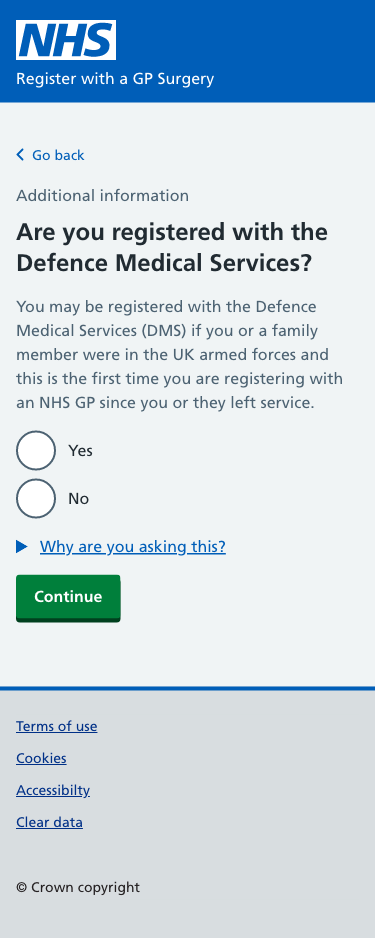 NHS
Register with a GP Surgery
Go back
Additional information
Are you registered with the
Defence Medical Services?
You may be registered with the Defence
Medical Services (DMS) if you or a family
member were in the UK armed forces and
this is the first time you are registering with
an NHS GP since you or they left service.
Yes
No
Why are you asking this?
Continue
Terms of use
Cookies
Accessibilty
Clear data
© Crown copyright